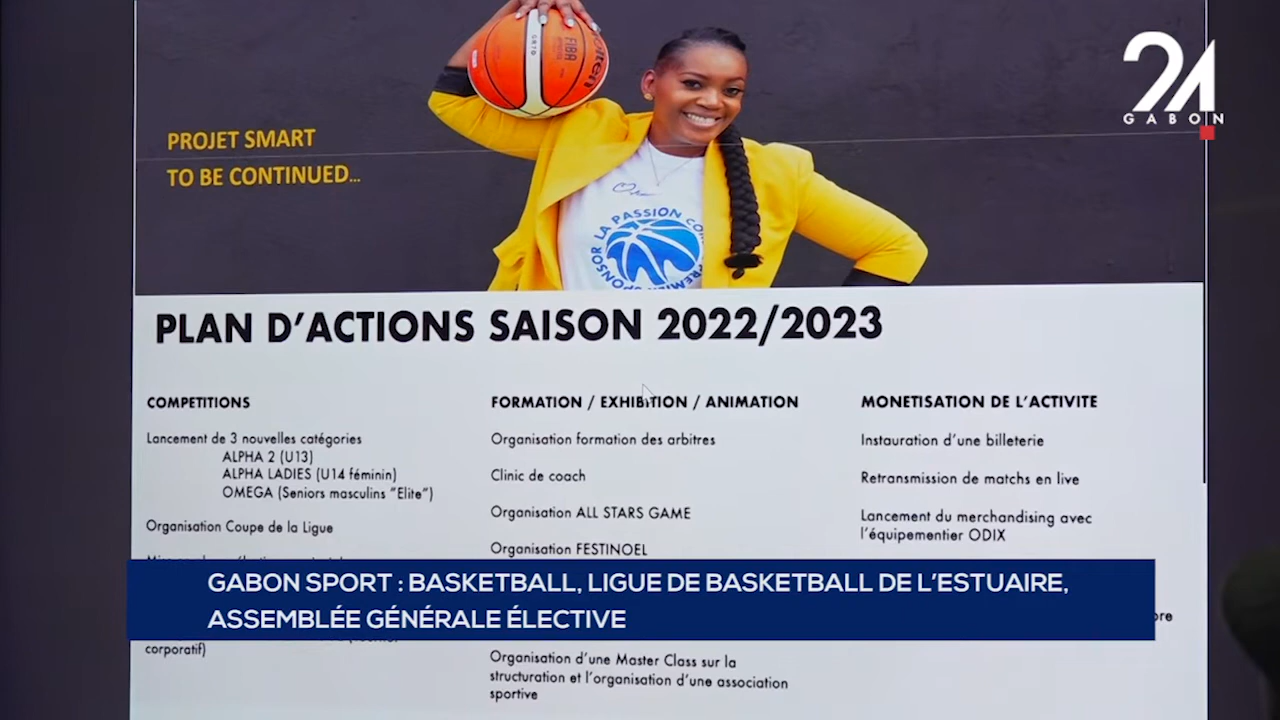 24
GABON
FIBA
molten
PROJET SMART
TO BE CONTINUED...
LA PASSION
SPONSOR
PREMIER
PLAN D'ACTIONS SAISON 2022/2023
COMPETITIONS
Lancement de 3 nouvelles catégories
ALPHA 2 (U13)
ALPHA LADIES (U14 féminin)
OMEGA (Seniors masculins "Elite")
Organisation Coupe de la Ligue
corporatif)
FORMATION / EXHIBITION / ANIMATION
Organisation formation des arbitres
Clinic de coach
Organisation ALL STARS GAME
Organisation FESTINOEL
Organisation d'une Master Class sur la
structuration et l'organisation d'une association
sportive
MONETISATION DE L'ACTIVITE
Instauration d'une billeterie
Retransmission de matchs en live
Lancement du merchandising avec
l'équipementier ODIX
GABON SPORT : BASKETBALL, LIGUE DE BASKETBALL DE L'ESTUAIRE,
ASSEMBLÉE GÉNÉRALE ÉLECTIVE